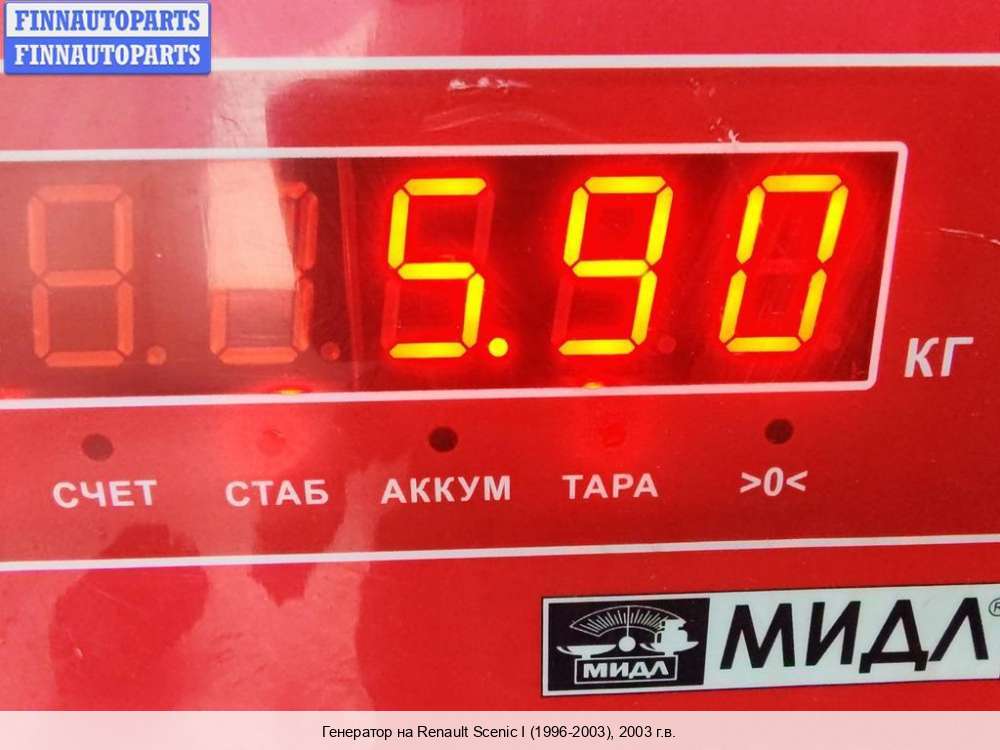 FINNAUTOPARTS
FINNAUTOPARTS
5.90
КГ
СЧЕТ СТАБ АККУМ ТАРА >0<
МИДЛ МИДЛ®
Генератор на Renault Scenic I (1996-2003), 2003 г.в.